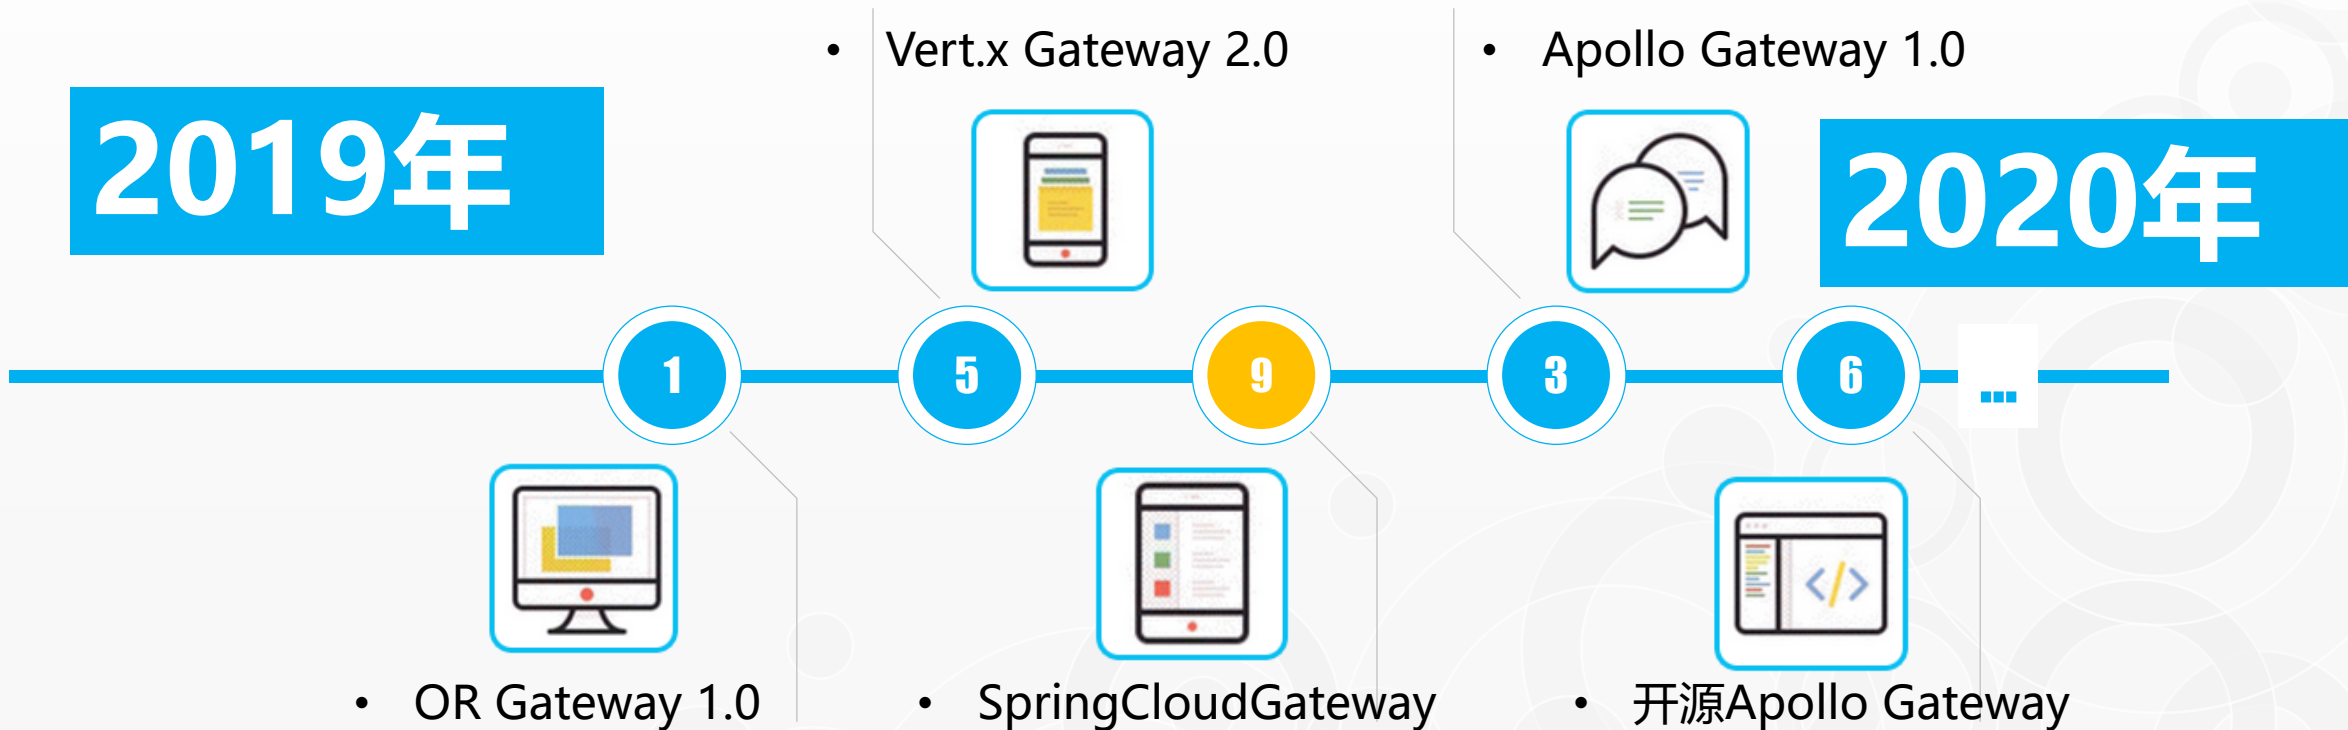 • Vert.x Gateway 2.0
• Apollo Gateway 1.0
2019年
2020年
1
5
9
3
6
...
• OR Gateway 1.0
• SpringCloudGateway
• 开源Apollo Gateway